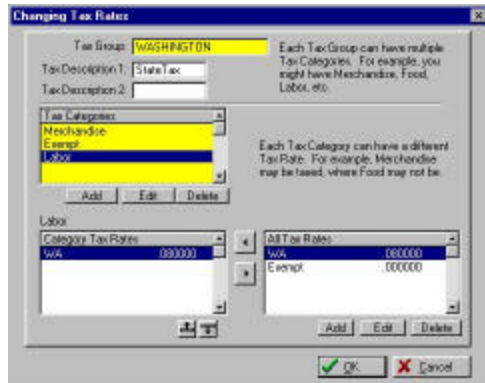 Changing Tax Rates
Tax Group: WASHINGTON
Each Tax Group can have multiple
Tax Categories. For example, you
might have Merchandise, Food,
Labor, etc.
Tax Description 1: StateTax
Tax Description 2:
Tax Categories
Merchandise
Exempt
Labor
Each Tax Category can have a different
Tax Rate. For example, Merchandise
may be taxed, where Food may not be.
Add Edit Delete
Labor
Category Tax Rates
WA .080000
All Tax Rates
WA .080000
Exempt .000000
Add Edit Delete
OK Cancel